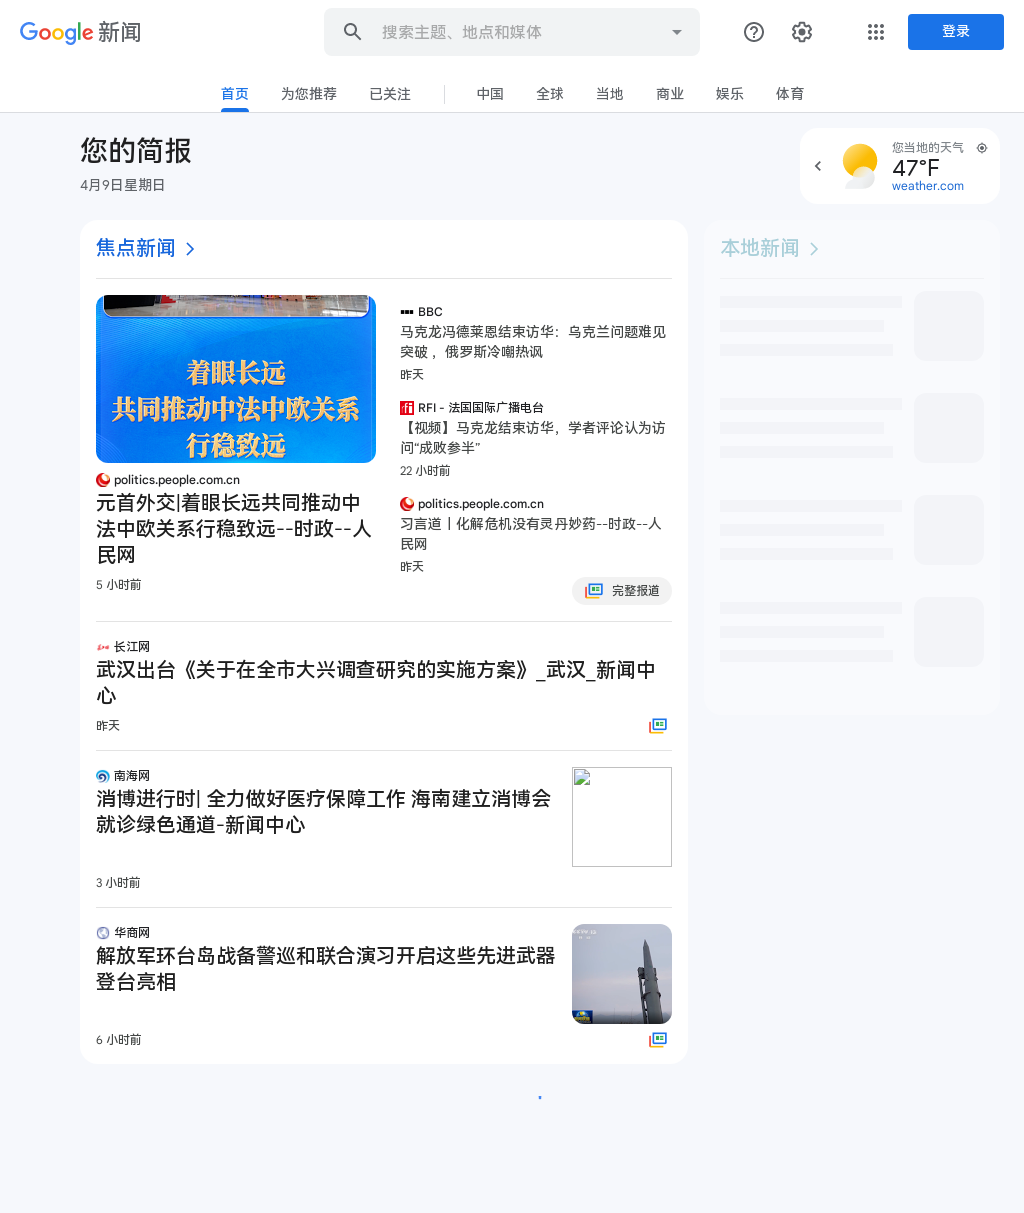 Google 新闻
搜索主题、地点和媒体
登录
首页 为您推荐 已关注 中国 全球 当地 商业 娱乐 体育
您的简报
4月9日星期日
您当地的天气
47°F
weather.com
焦点新闻
着眼长远
共同推动中法中欧关系
行稳致远
politics.people.com.cn
元首外交|着眼长远共同推动中
法中欧关系行稳致远--时政--人
民网
5 小时前
BBC
马克龙冯德莱恩结束访华：乌克兰问题难见
突破 ，俄罗斯冷嘲热讽
昨天
RFI - 法国国际广播电台
【视频】马克龙结束访华，学者评论认为访
问“成败参半”
22 小时前
politics.people.com.cn
习言道丨化解危机没有灵丹妙药--时政--人
民网
昨天
完整报道
长江网
武汉出台《关于在全市大兴调查研究的实施方案》_武汉_新闻中
心
昨天
南海网
消博进行时| 全力做好医疗保障工作 海南建立消博会
就诊绿色通道-新闻中心
3 小时前
华商网
解放军环台岛战备警巡和联合演习开启这些先进武器
登台亮相
6 小时前
本地新闻